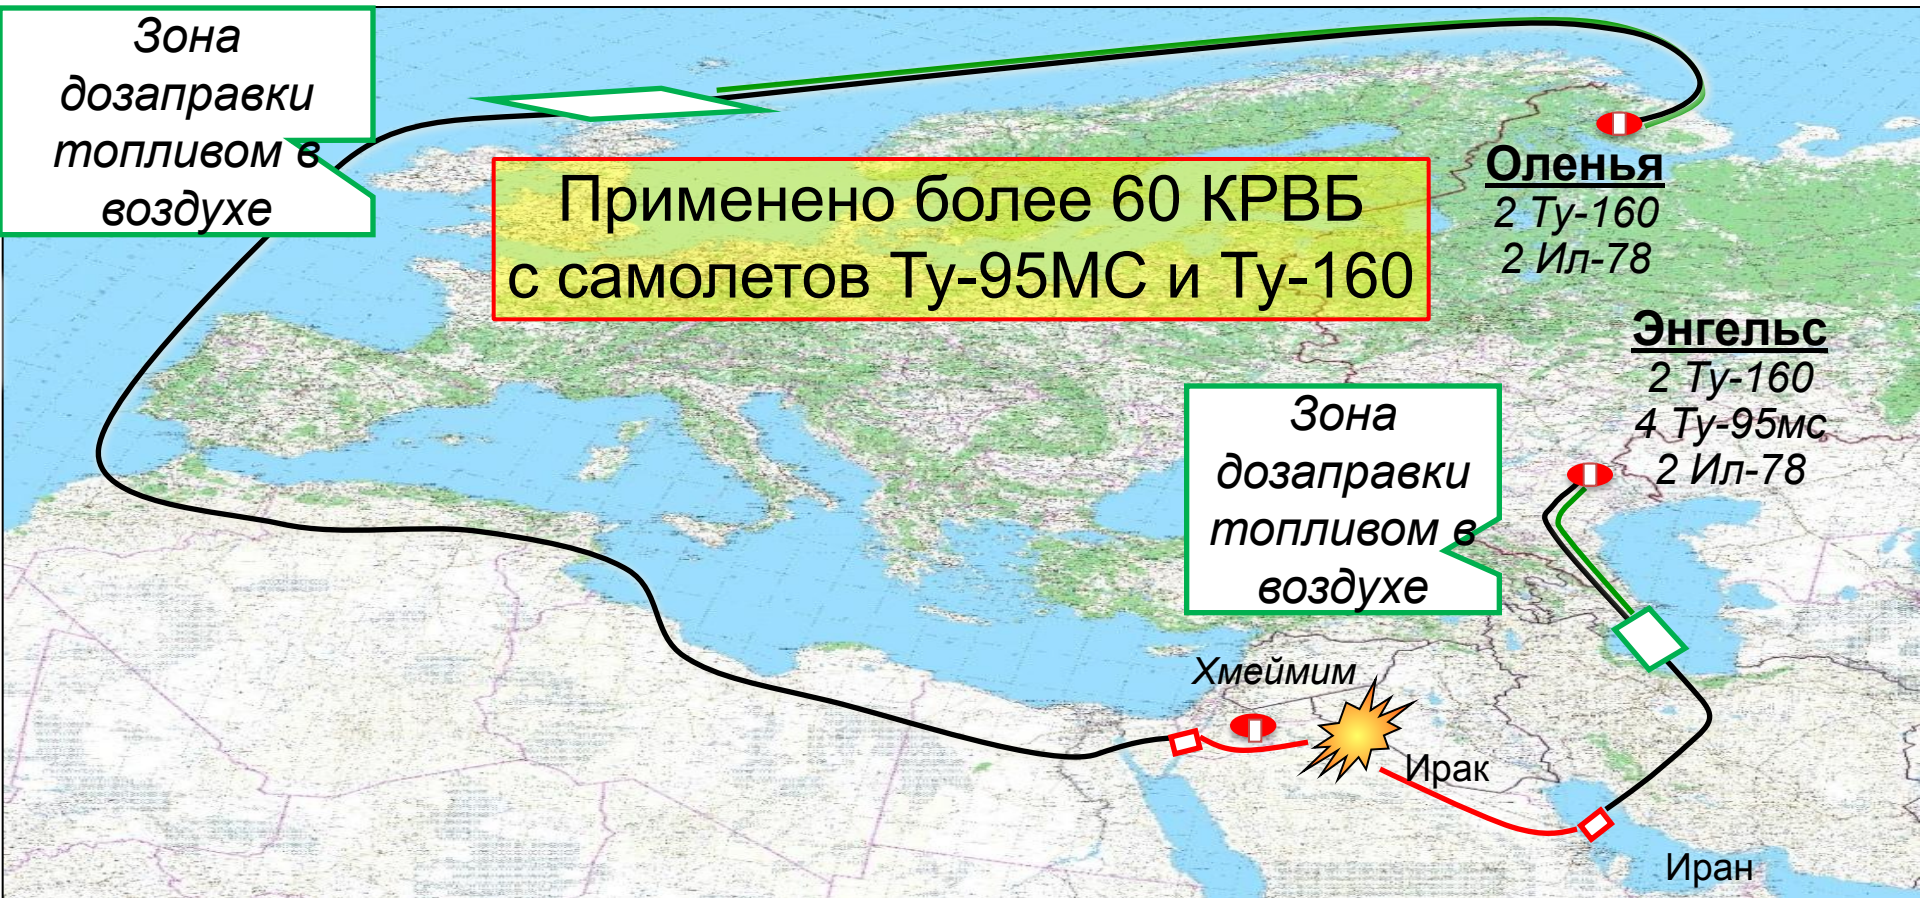 Зона
дозаправки
топливом в
воздухе
Применено более 60 КРВБ
с самолетов Ту-95МС и Ту-160
Оленья
2 Ту-160
2 Ил-78
Энгельс
2 Ту-160
4 Ту-95мс
2 Ил-78
Зона
дозаправки
топливом в
воздухе
Хмеймим
Ирак
Иран